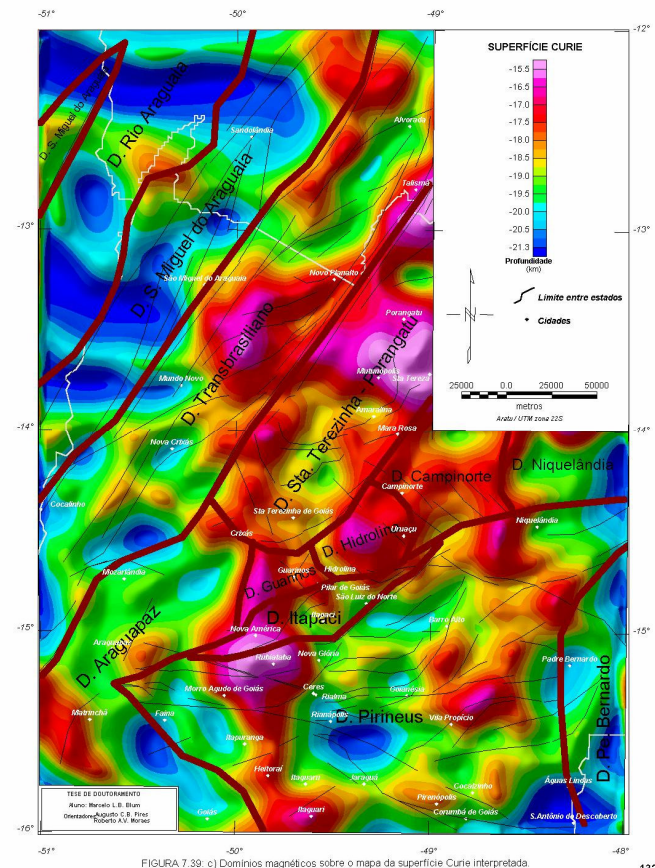 -51°
-50°
-49°
-12°
SUPERFÍCIE CURIE
-15.5
-16.5
-17.0
-17.5
-18.0
-18.5
-19.0
-19.5
-20.0
-20.5
-21.3
Profundidade
(km)
N
Límite entre estados
Cidades
25000 0.0 25000 50000
metros
Aratu / UTM zona 22S
D. S. Miguel do Arag
D. Rio Araguaia
Sandolândia
Alvorada
Talismã
-13°
-13°
D. S. Miguel do Araguaia
São Miguel do Araguaia
Novo Planalto
Porangatu
D. Transbrasiliano
Mundo Novo
Mutunópolis
Sta Tereza
D. Sta. Terezinha - Porangatu
Amaralina
Mara Rosa
-14°
-14°
Nova Crixás
D. Campinorte
D. Niquelândia
Campinorte
Cocalinho
Sta Terezinha de Goiás
Niquelândia
Crixás
Uruaçu
D. Hidrolina
Mozarlândia
Guarinos
Hidrolina
D. Guarinos
Pilar de Goiás
São Luiz do Norte
D. Itapaci
Itapaci
Barro Alto
-15°
-15°
Nova América
D. Araguapaz
Rubiataba
Nova Glória
Padre Bernardo
Morro Agudo de Goiás
Ceres
Rialma
Goianésia
Matrinchã
Faina
Rianápolis
D. Pirineus
Vila Propício
D. Pe. Bernardo
Itapuranga
Heitoraí
Itaguaru
Jaraguá
Cocalzinho
Águas Lindas
TESE DE DOUTORAMENTO
Aluno: Marcelo L.B. Blum
Orientadores: Augusto C.B. Pires
Roberto A.V. Moraes
Pirenópolis
Goiás
Itaguari
Corumbá de Goiás
S.Antônio de Descoberto
-16°
-16°
-51°
-50°
-49°
-48°
FIGURA 7.39: c) Domínios magnéticos sobre o mapa da superfície Curie interpretada.